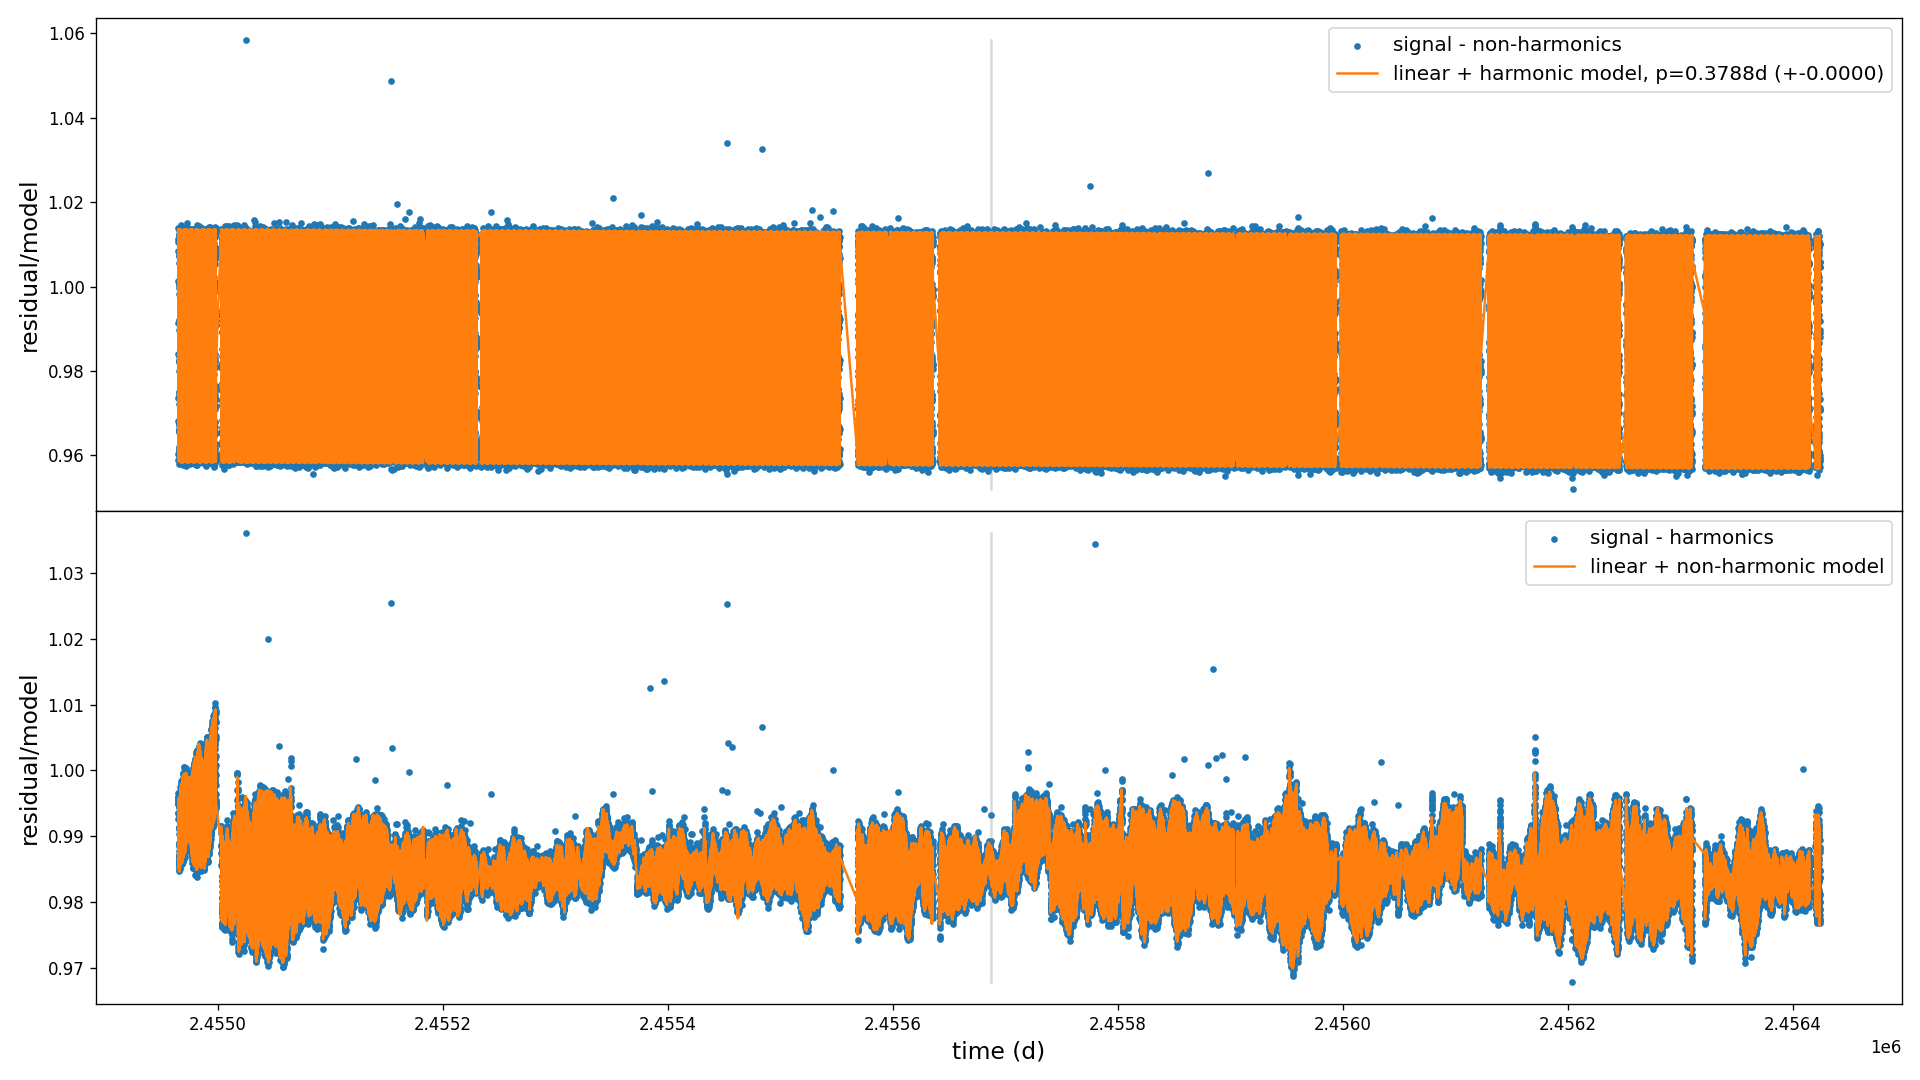 1.06
1.04
1.02
1.00
0.98
0.96
residual/model
signal - non-harmonics
linear + harmonic model, p=0.3788d (+-0.0000)
1.03
1.02
1.01
1.00
0.99
0.98
0.97
residual/model
signal - harmonics
linear + non-harmonic model
2.4550 2.4552 2.4554 2.4556 2.4558 2.4560 2.4562 2.4564
1e6
time (d)